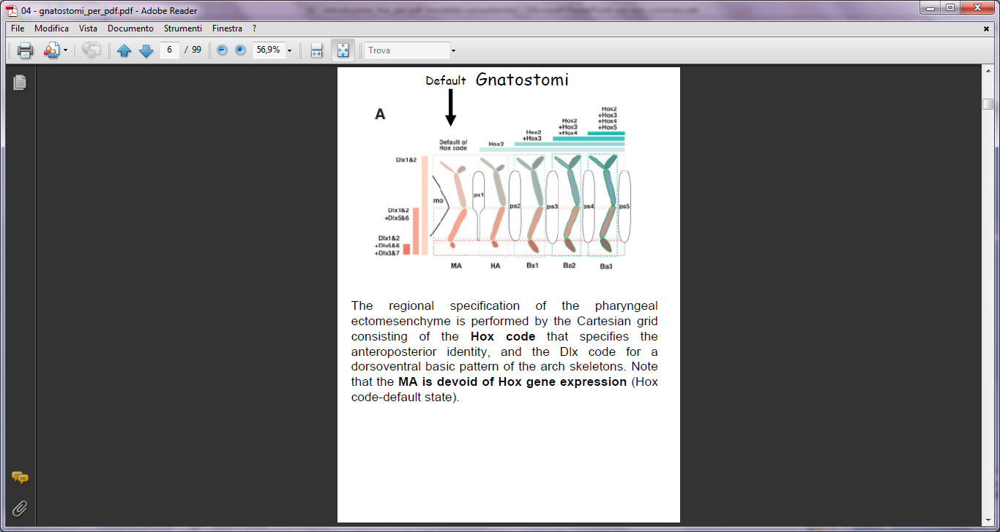 04 - gnatostomi_per_pdf.pdf - Adobe Reader
File Modifica Vista Documento Strumenti Finestra ?
6 / 99 56,9% Trova
Default Gnatostomi
A
Default of
Hox code
Hox2
Hox2
+Hox3
Hox2
+Hox3
+Hox4
Hox2
+Hox3
+Hox4
+Hox5
Dlx1&2
Dlx1&2
+Dlx5&6
Dlx1&2
+Dlx5&6
+Dlx3&7
mo ps1 ps2 ps3 ps4 ps5
MA HA Ba1 Ba2 Ba3
The regional specification of the pharyngeal
ectomesenchyme is performed by the Cartesian grid
consisting of the Hox code that specifies the
anteroposterior identity, and the Dlx code for a
dorsoventral basic pattern of the arch skeletons. Note
that the MA is devoid of Hox gene expression (Hox
code-default state).